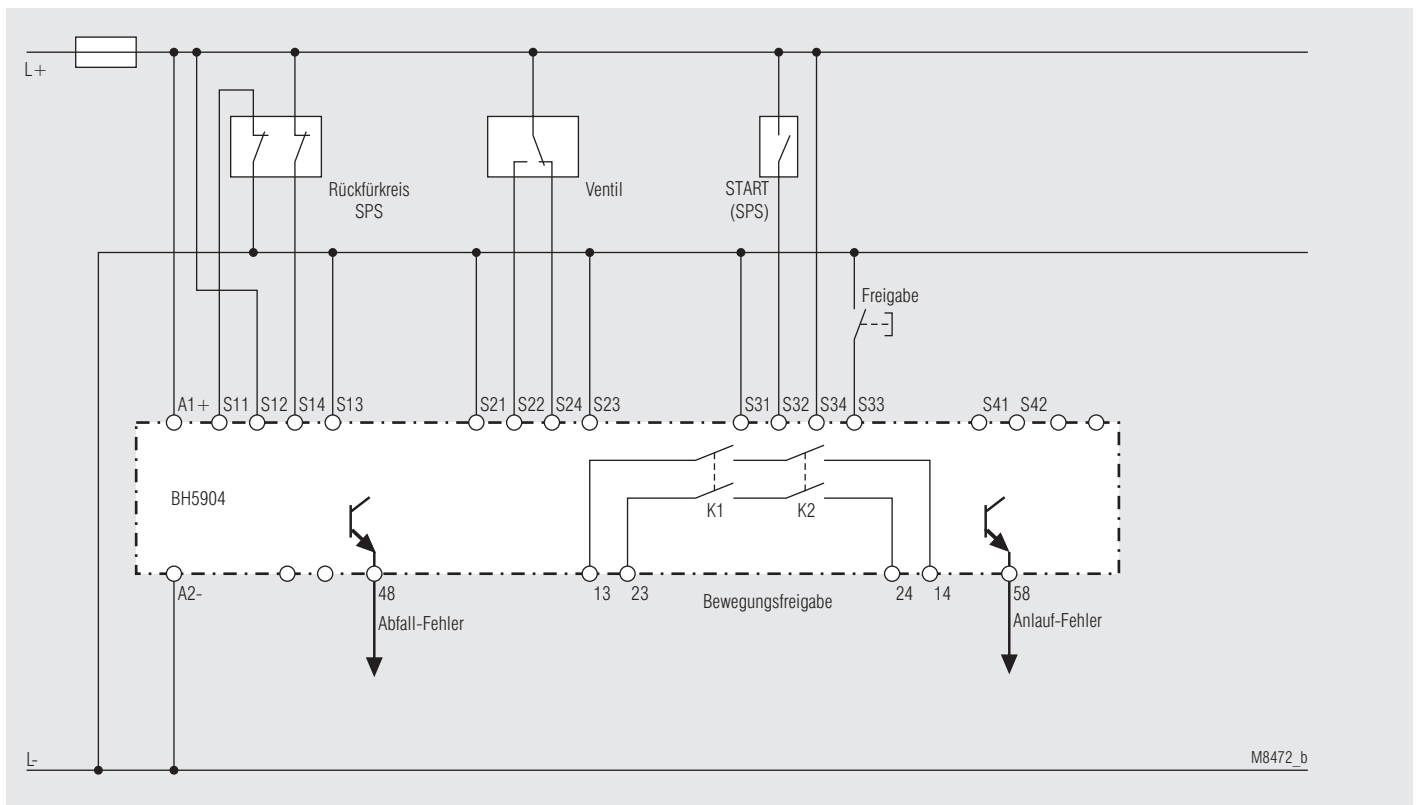 L+
Rückfürkreis
SPS
Ventil
START
(SPS)
Freigabe
A1+ S11 S12 S14 S13 S21 S22 S24 S23 S31 S32 S34 S33 S41 S42
BH5904
K1 K2
A2- 48 13 23 Bewegungsfreigabe 24 14 58
Abfall-Fehler Anlauf-Fehler
L- M8472_b